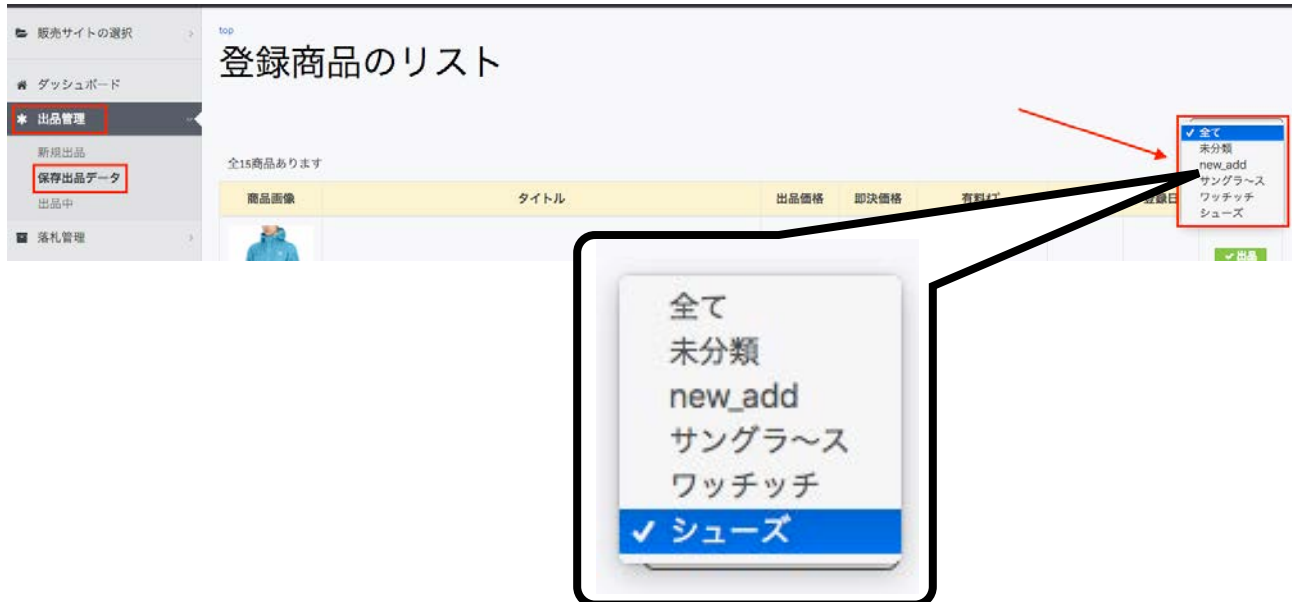 販売サイトの選択
ダッシュボード
出品管理
新規出品
保存出品データ
出品中
落札管理
top
登録商品のリスト
全15商品あります
商品画像 タイトル 出品価格 即決価格 有料ｵﾌﾟ 登録日
全て
未分類
new_add
サングラ〜ス
ワッチッチ
シューズ
出品
全て
未分類
new_add
サングラ〜ス
ワッチッチ
シューズ